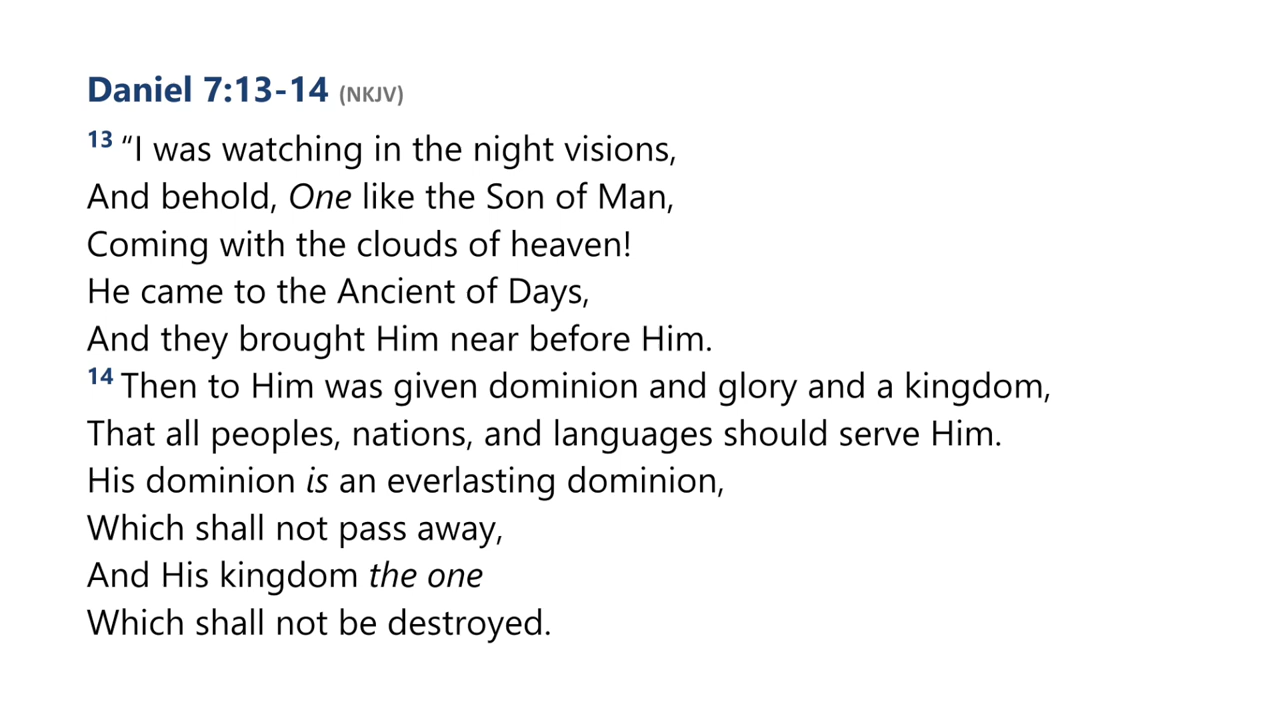 Daniel 7:13-14 (NKJV)
13 “I was watching in the night visions,
And behold, One like the Son of Man,
Coming with the clouds of heaven!
He came to the Ancient of Days,
And they brought Him near before Him.
14 Then to Him was given dominion and glory and a kingdom,
That all peoples, nations, and languages should serve Him.
His dominion is an everlasting dominion,
Which shall not pass away,
And His kingdom the one
Which shall not be destroyed.